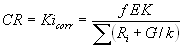 CR = Ki_corr = fEK / ∑(R_i + G/k)